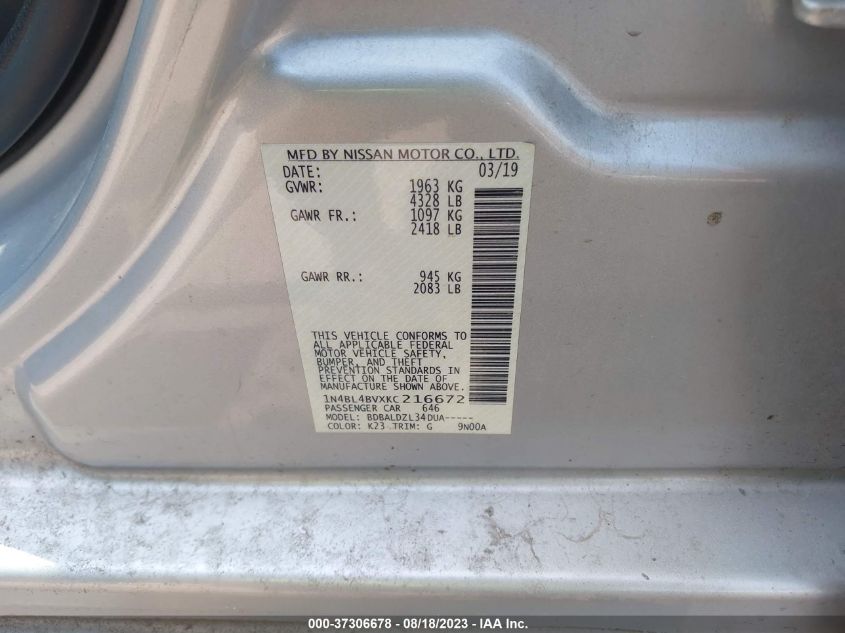 MFD BY NISSAN MOTOR CO., LTD.
DATE: 03/19
GVWR: 1963 KG
4328 LB
GAWR FR.: 1097 KG
2418 LB
GAWR RR.: 945 KG
2083 LB
THIS VEHICLE CONFORMS TO
ALL APPLICABLE FEDERAL
MOTOR VEHICLE SAFETY,
BUMPER, AND THEFT
PREVENTION STANDARDS IN
EFFECT ON THE DATE OF
MANUFACTURE SHOWN ABOVE.
1N4BL4BVXKC216672
PASSENGER CAR 646
MODEL: BDBALDZL34DUA-----
COLOR: K23 TRIM: G 9N00A
000-37306678 - 08/18/2023 - IAA Inc.